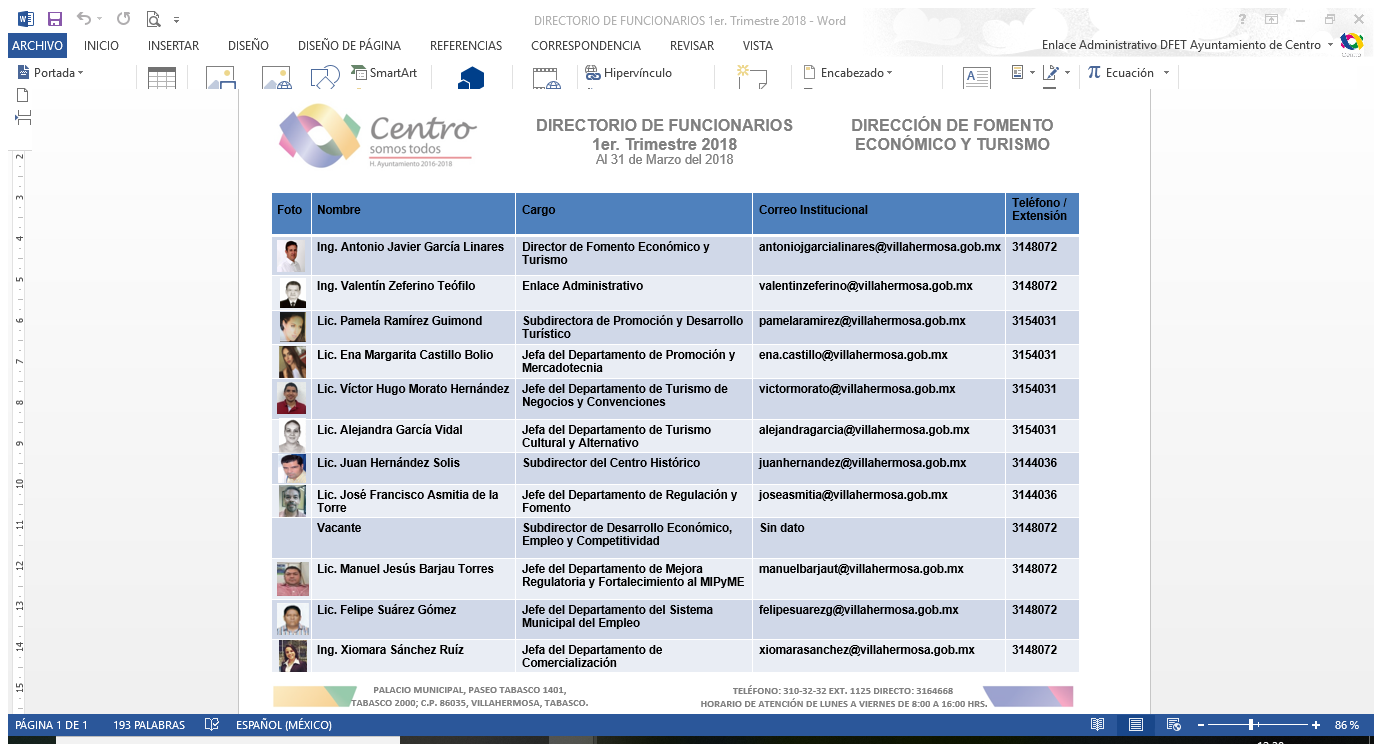 DIRECTORIO DE FUNCIONARIOS 1er. Trimestre 2018 - Word
ARCHIVO INICIO INSERTAR DISEÑO DISEÑO DE PÁGINA REFERENCIAS CORRESPONDENCIA REVISAR VISTA Enlace Administrativo DFET Ayuntamiento de Centro
Portada SmartArt Hipervínculo Encabezado Ecuación
Centro
somos todos
H. Ayuntamiento 2016-2018
DIRECTORIO DE FUNCIONARIOS
1er. Trimestre 2018
Al 31 de Marzo del 2018
DIRECCIÓN DE FOMENTO
ECONÓMICO Y TURISMO
Foto Nombre Cargo Correo Institucional Teléfono /
Extensión
Ing. Antonio Javier García Linares Director de Fomento Económico y antoniojgarcialinares@villahermosa.gob.mx 3148072
Turismo
Ing. Valentín Zeferino Teófilo Enlace Administrativo valentinzeferino@villahermosa.gob.mx 3148072
Lic. Pamela Ramírez Guimond Subdirectora de Promoción y Desarrollo pamelaramirez@villahermosa.gob.mx 3154031
Turístico
Lic. Ena Margarita Castillo Bolio Jefa del Departamento de Promoción y ena.castillo@villahermosa.gob.mx 3154031
Mercadotecnia
Lic. Víctor Hugo Morato Hernández Jefe del Departamento de Turismo de victormorato@villahermosa.gob.mx 3154031
Negocios y Convenciones
Lic. Alejandra García Vidal Jefa del Departamento de Turismo alejandragarcia@villahermosa.gob.mx 3154031
Cultural y Alternativo
Lic. Juan Hernández Solis Subdirector del Centro Histórico juanhernandez@villahermosa.gob.mx 3144036
Lic. José Francisco Asmitia de la Jefe del Departamento de Regulación y joseasmitia@villahermosa.gob.mx 3144036
Torre Fomento
Vacante Subdirector de Desarrollo Económico, Sin dato 3148072
Empleo y Competitividad
Lic. Manuel Jesús Barjau Torres Jefe del Departamento de Mejora manuelbarjaut@villahermosa.gob.mx 3148072
Regulatoria y Fortalecimiento al MIPyME
Lic. Felipe Suárez Gómez Jefe del Departamento del Sistema felipesuarezg@villahermosa.gob.mx 3148072
Municipal del Empleo
Ing. Xiomara Sánchez Ruíz Jefa del Departamento de xiomarasanchez@villahermosa.gob.mx 3148072
Comercialización
PALACIO MUNICIPAL, PASEO TABASCO 1401,
TABASCO 2000; C.P. 86035, VILLAHERMOSA, TABASCO.
TELÉFONO: 310-32-32 EXT. 1125 DIRECTO: 3164668
HORARIO DE ATENCIÓN DE LUNES A VIERNES DE 8:00 A 16:00 HRS.
2
3
4
5
6
7
8
9
10
11
12
13
14
15
PÁGINA 1 DE 1 193 PALABRAS ESPAÑOL (MÉXICO) 86 %